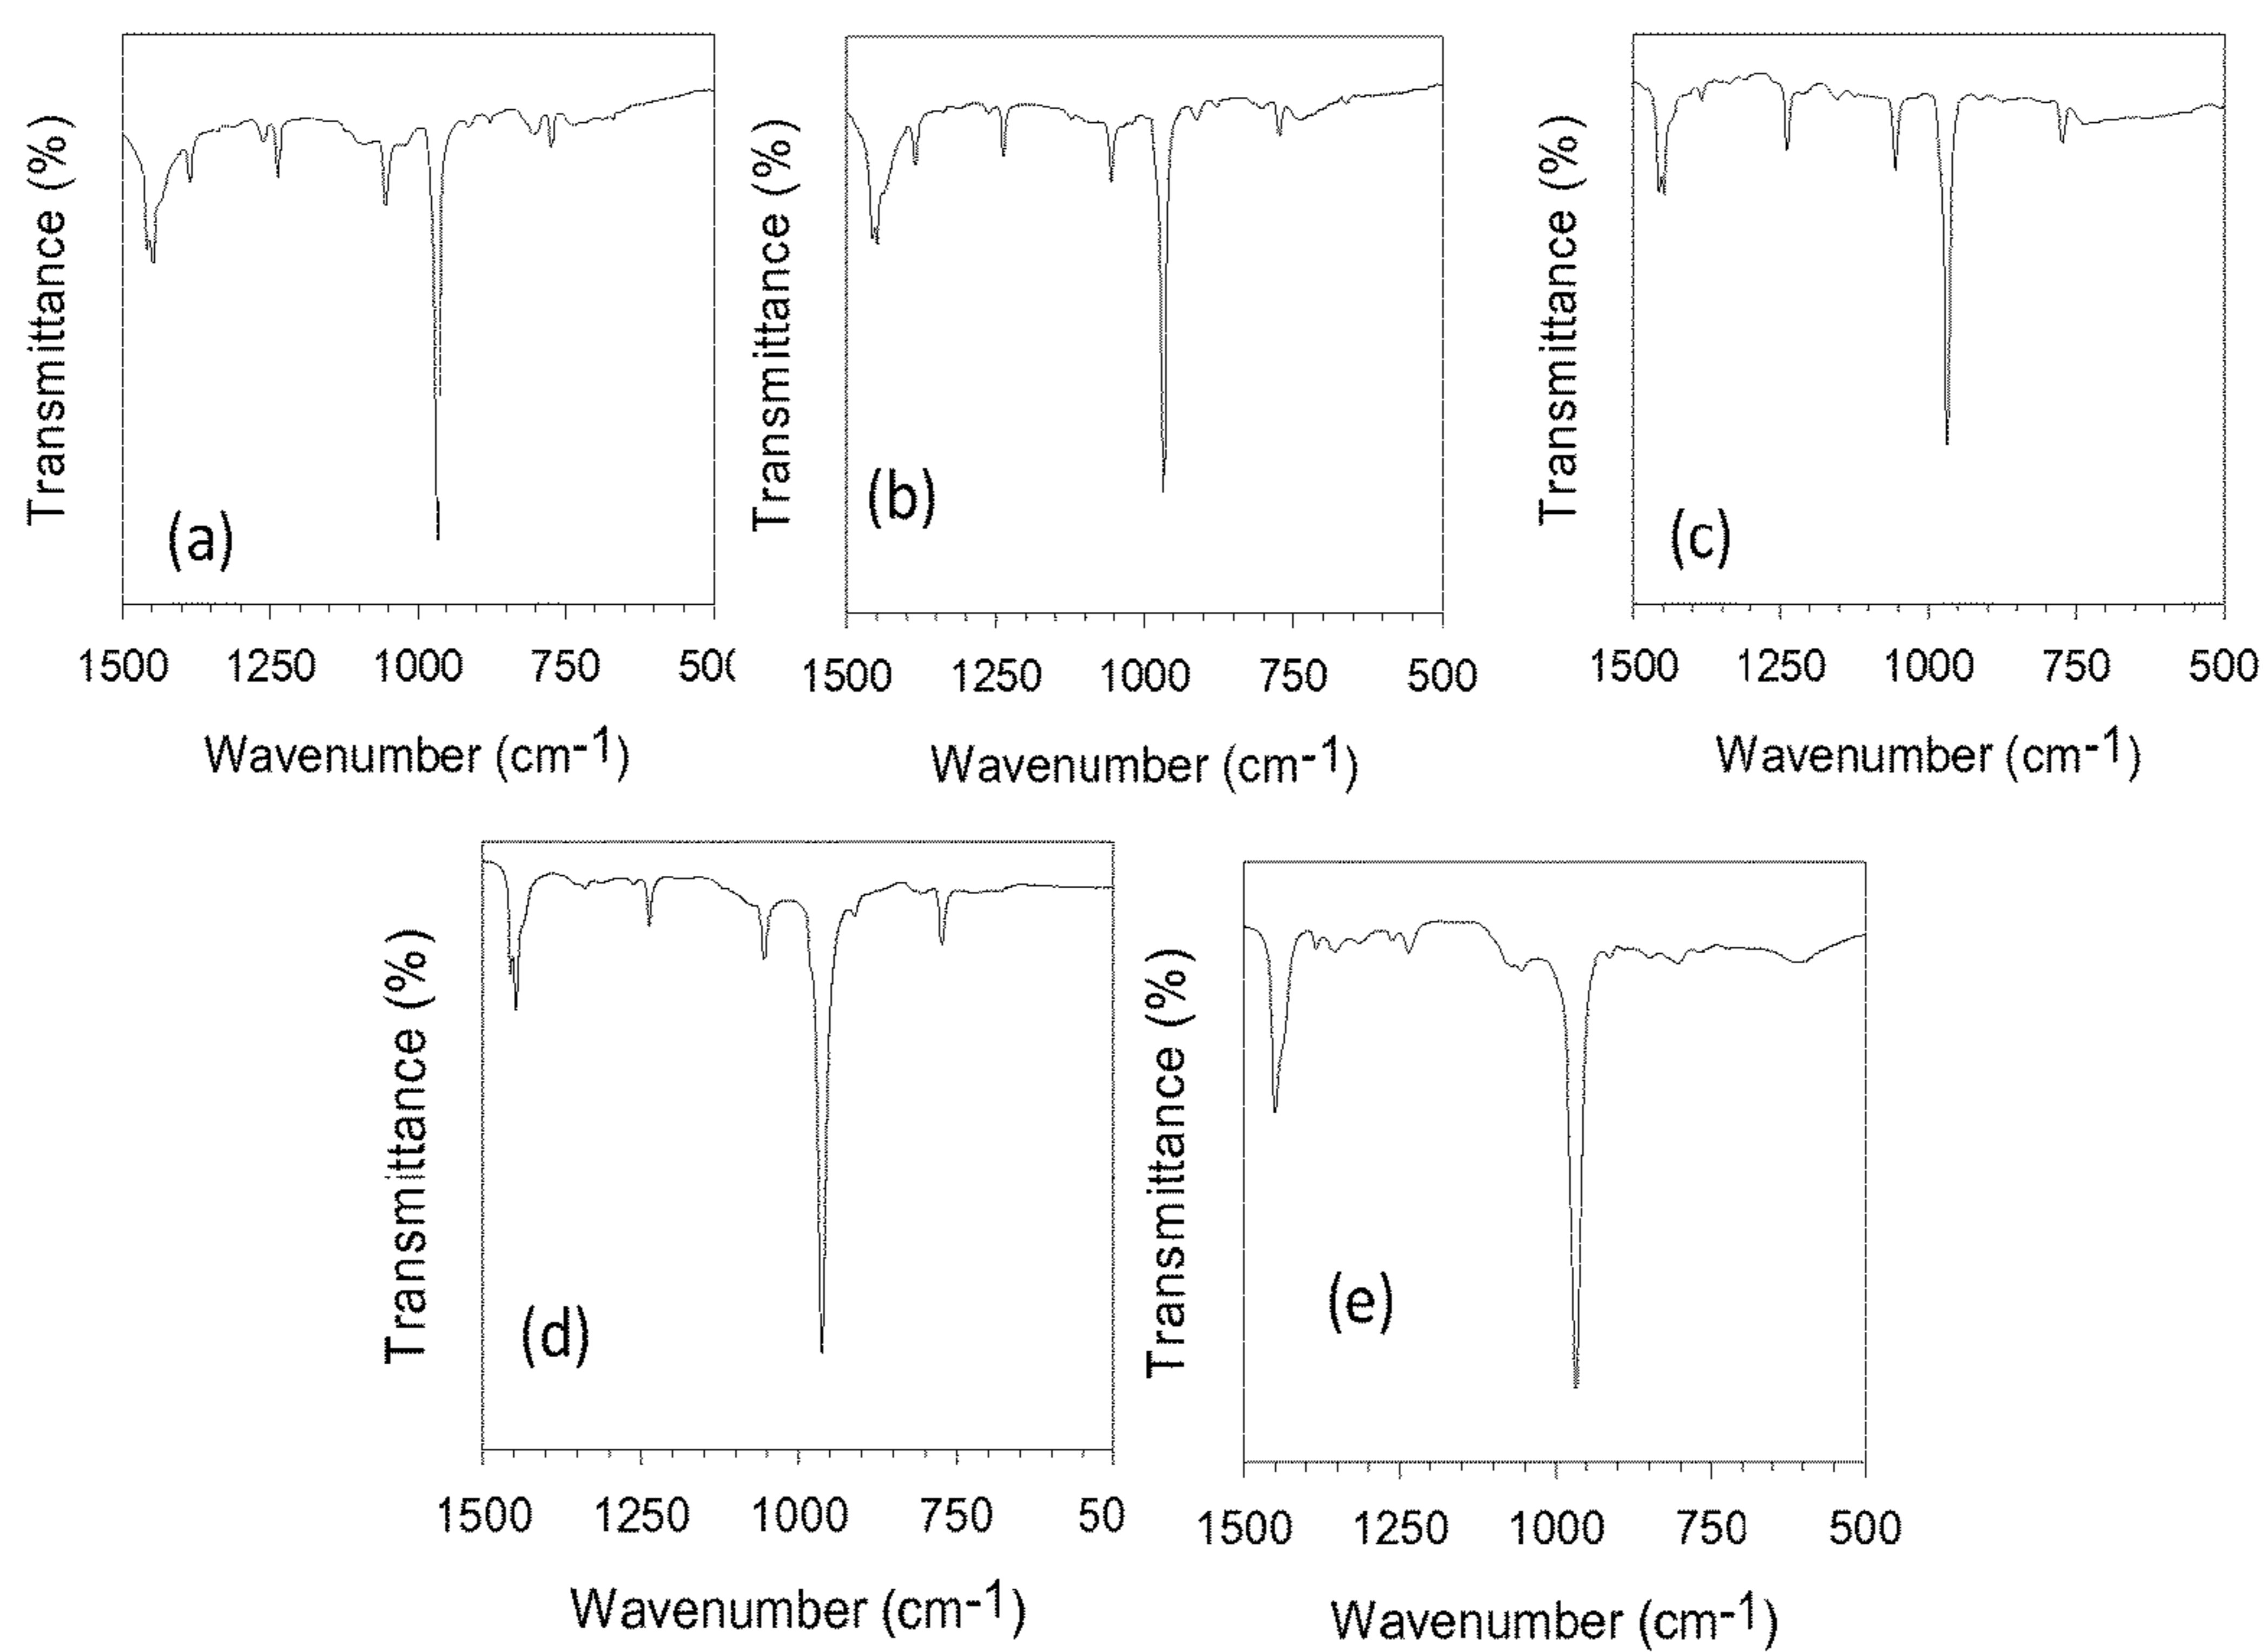 Transmittance (%)
(a)
1500 1250 1000 750 50(
Wavenumber (cm-1)
Transmittance (%)
(b)
1500 1250 1000 750 500
Wavenumber (cm-1)
Transmittance (%)
(c)
1500 1250 1000 750 500
Wavenumber (cm-1)
Transmittance (%)
(d)
1500 1250 1000 750 50
Wavenumber (cm-1)
Transmittance (%)
(e)
1500 1250 1000 750 500
Wavenumber (cm-1)